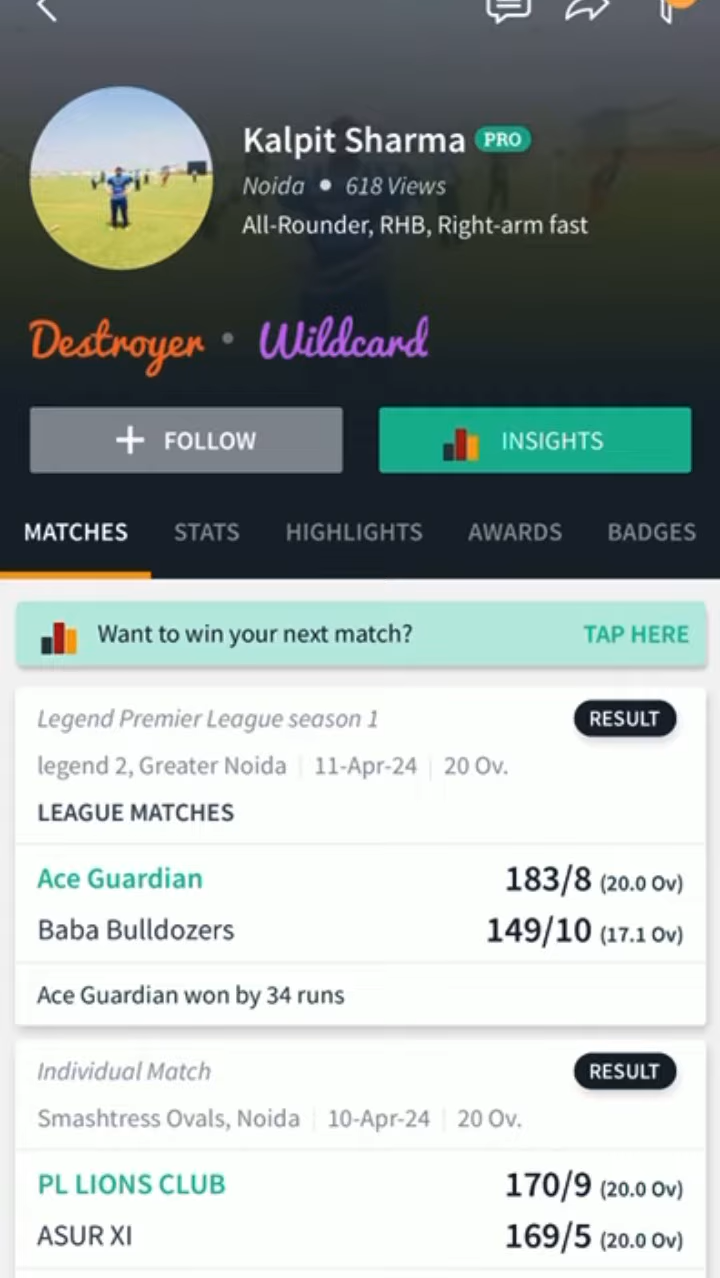 Kalpit Sharma PRO
Noida • 618 Views
All-Rounder, RHB, Right-arm fast
Destroyer • Wildcard
+ FOLLOW INSIGHTS
MATCHES STATS HIGHLIGHTS AWARDS BADGES
Want to win your next match? TAP HERE
Legend Premier League season 1 RESULT
legend 2, Greater Noida | 11-Apr-24 | 20 Ov.
LEAGUE MATCHES
Ace Guardian 183/8 (20.0 Ov)
Baba Bulldozers 149/10 (17.1 Ov)
Ace Guardian won by 34 runs
Individual Match RESULT
Smashtress Ovals, Noida | 10-Apr-24 | 20 Ov.
PL LIONS CLUB 170/9 (20.0 Ov)
ASUR XI 169/5 (20.0 Ov)